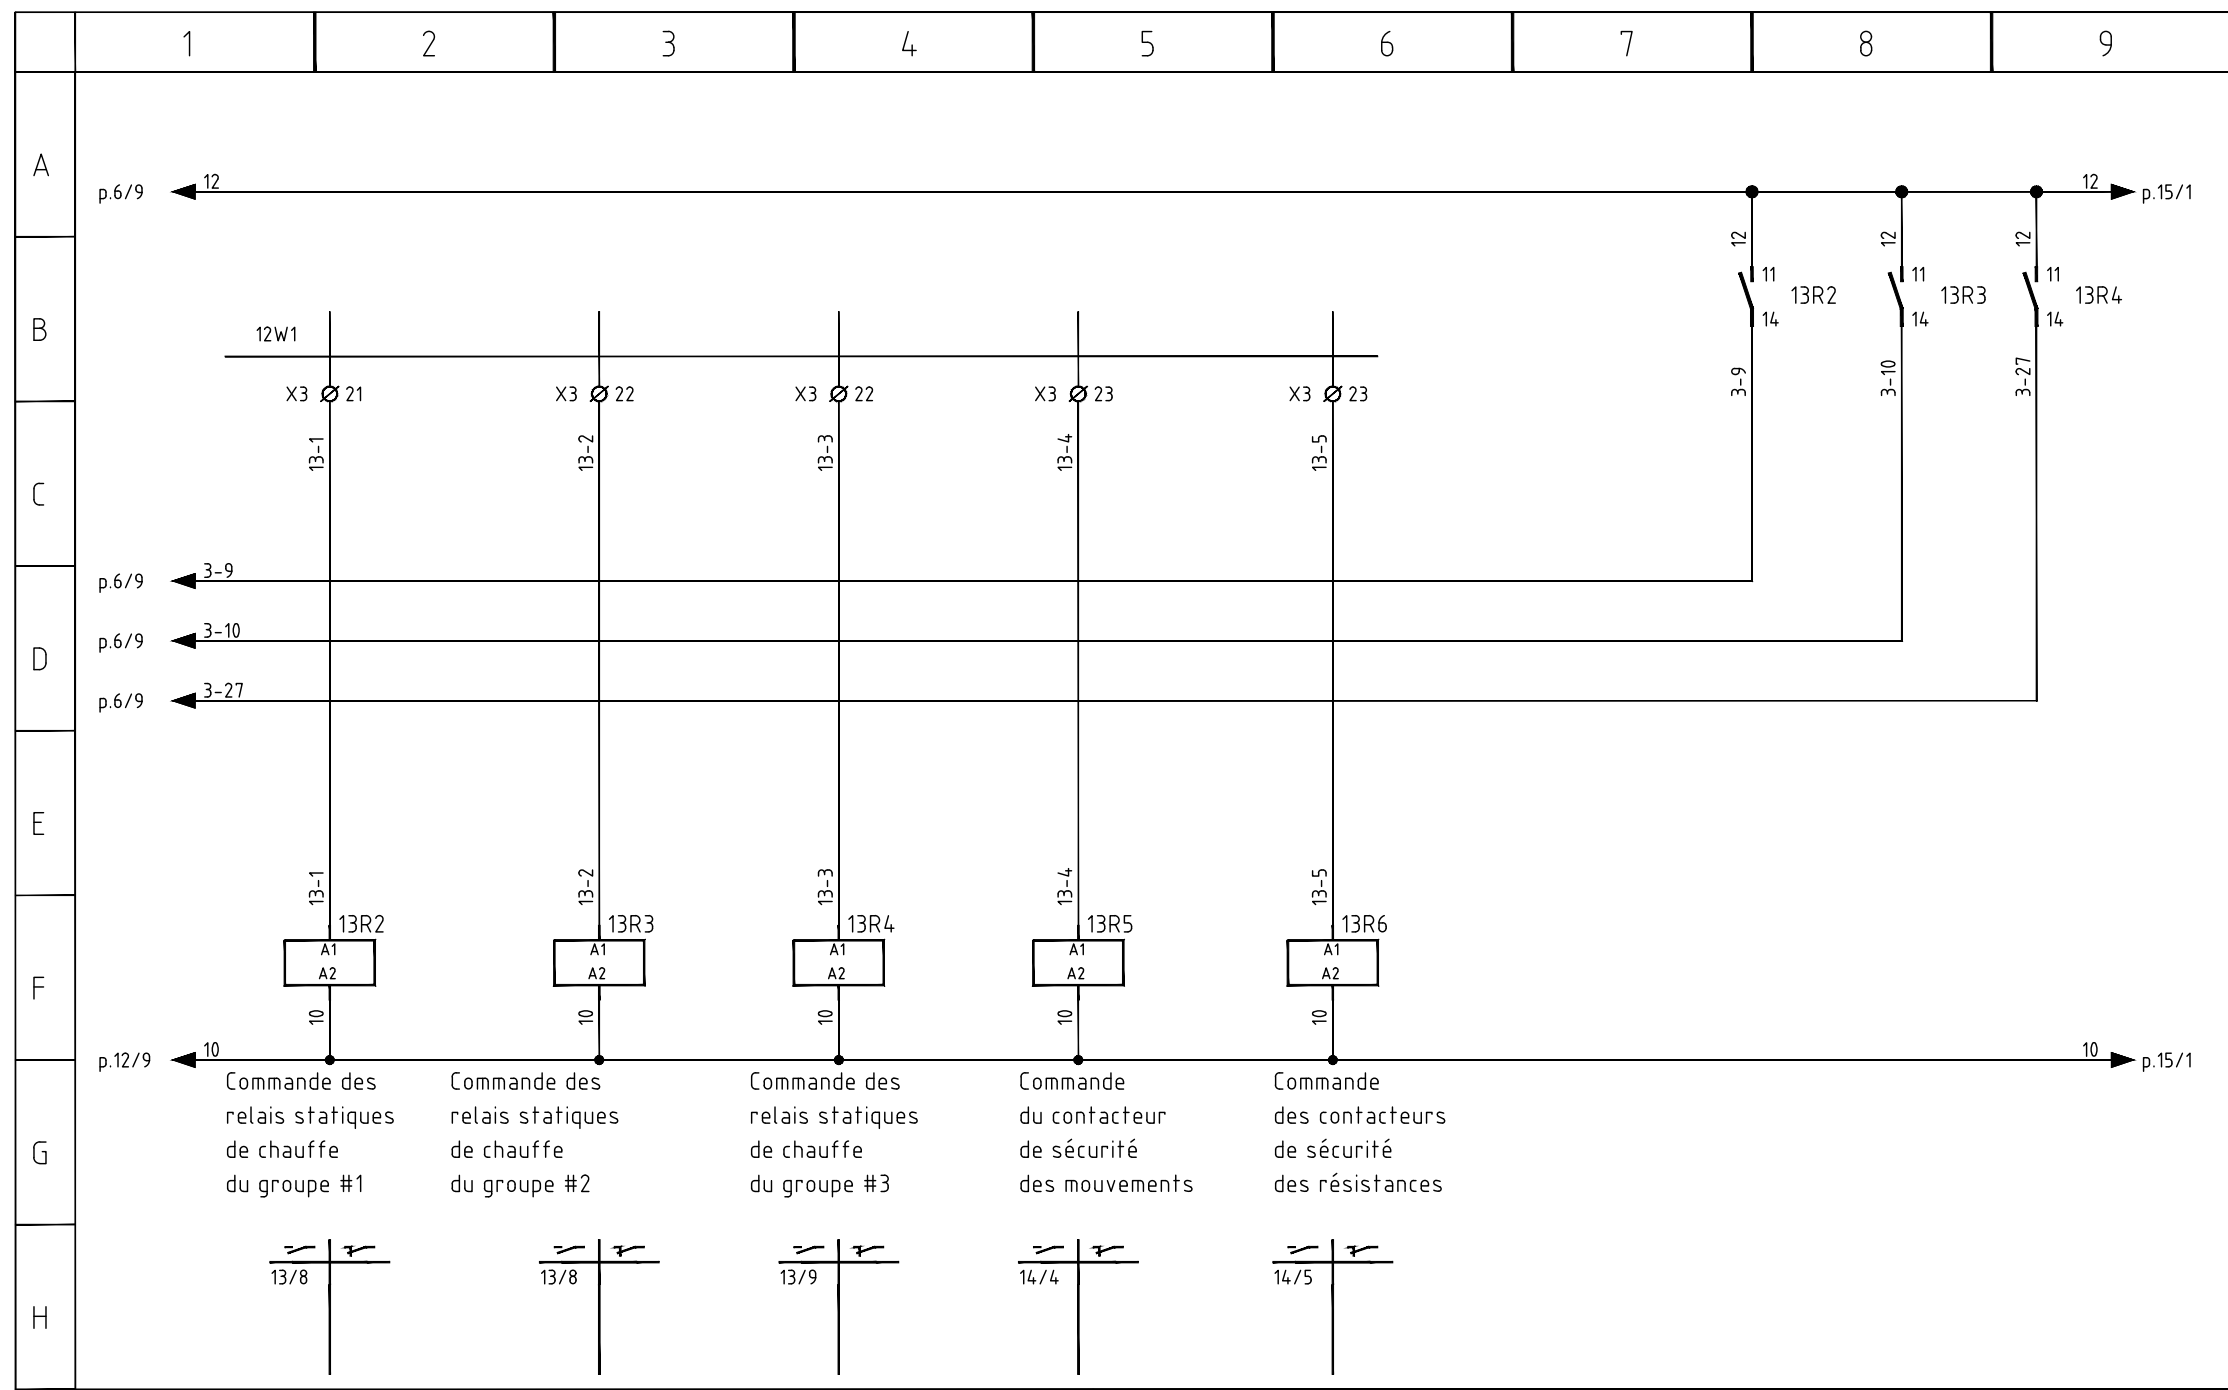 1 2 3 4 5 6 7 8 9
A
p.6/9 12 12 p.15/1
12 12 12
B
11 11 11
13R2 13R3 13R4
14 14 14
12W1
3-9 3-10 3-27
X3 21 X3 22 X3 22 X3 23 X3 23
13-1 13-2 13-3 13-4 13-5
C
p.6/9 3-9
p.6/9 3-10
D
p.6/9 3-27
E
13-1 13-2 13-3 13-4 13-5
13R2 13R3 13R4 13R5 13R6
A1 A1 A1 A1 A1
A2 A2 A2 A2 A2
F
10 10 10 10 10
p.12/9 10 10 p.15/1
G
Commande des
relais statiques
de chauffe
du groupe #1
Commande des
relais statiques
de chauffe
du groupe #2
Commande des
relais statiques
de chauffe
du groupe #3
Commande
du contacteur
de sécurité
des mouvements
Commande
des contacteurs
de sécurité
des résistances
13/8 13/8 13/9 14/4 14/5
H